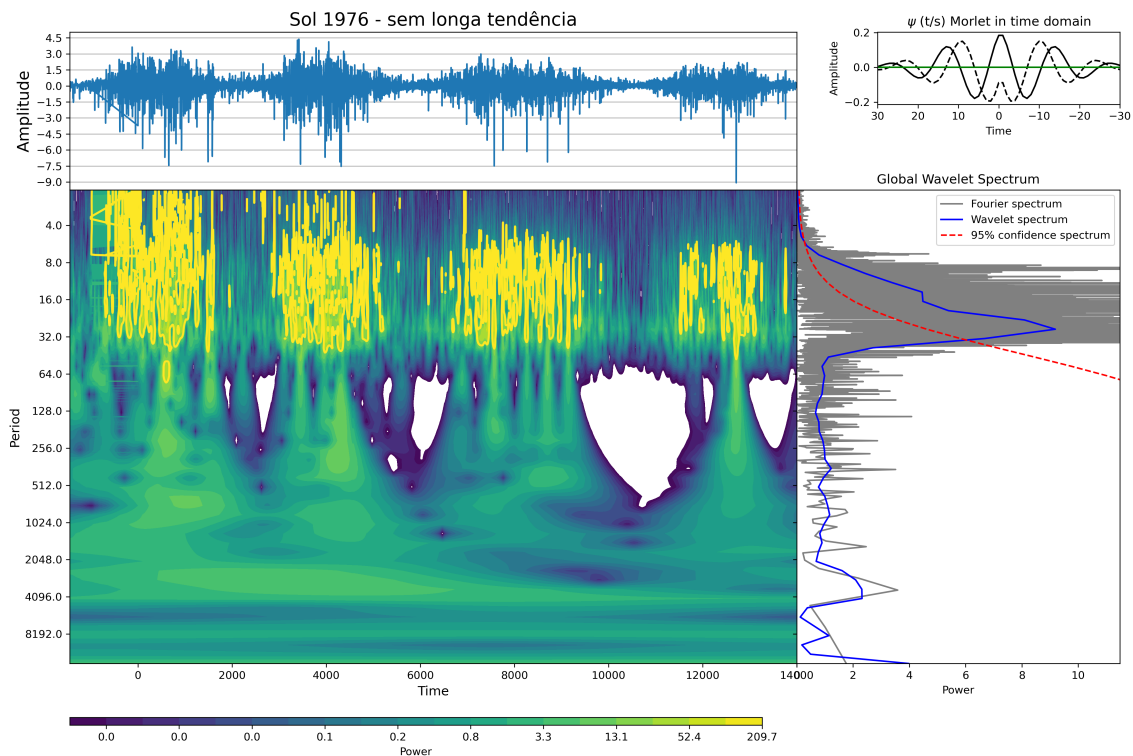 Sol 1976 - sem longa tendência
4.5
3.0
1.5
0.0
−1.5
−3.0
−4.5
−6.0
−7.5
−9.0
Amplitude
ψ (t/s) Morlet in time domain
0.2
0.0
−0.2
Amplitude
30 20 10 0 −10 −20 −30
Time
4.0
8.0
16.0
32.0
64.0
128.0
256.0
512.0
1024.0
2048.0
4096.0
8192.0
Period
0 2000 4000 6000 8000 10000 12000
Time
Global Wavelet Spectrum
Fourier spectrum
Wavelet spectrum
95% confidence spectrum
2 4 6 8 10
Power
0.0 0.0 0.0 0.1 0.2 0.8 3.3 13.1 52.4 209.7
Power